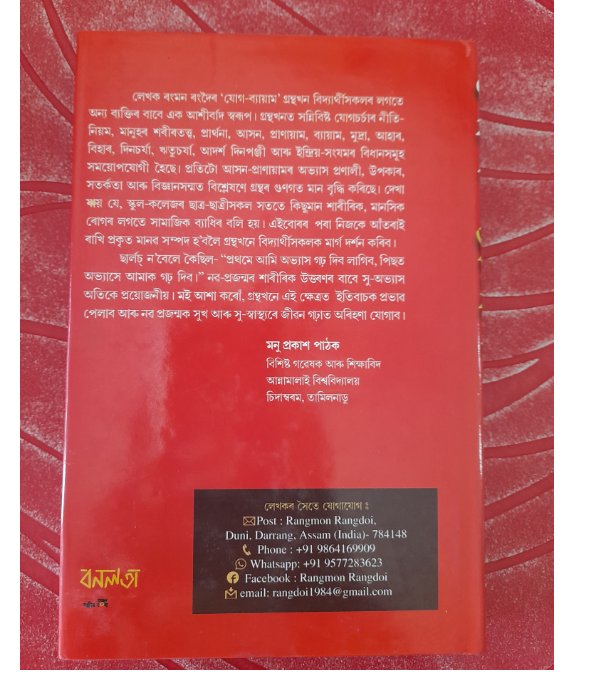 লেখক ৰংমন ৰংদৈৰ ‘যোগ-ব্যায়াম’ গ্ৰন্থখন বিদ্যাৰ্থীসকলৰ লগতে
অন্য ব্যক্তিৰ বাবে এক আশীৰ্বাদ স্বৰূপ। গ্ৰন্থখনত সন্নিবিষ্ট যোগচৰ্চাৰ নীতি-
নিয়ম, মানুহৰ শৰীৰতত্ত্ব, প্ৰাৰ্থনা, আসন, প্ৰাণায়াম, ব্যায়াম, মুদ্ৰা, আহাৰ,
বিহাৰ, দিনচৰ্যা, ঋতুচৰ্যা, আদৰ্শ দিনপঞ্জী আৰু ইন্দ্ৰিয়-সংযমৰ বিধানসমূহ
সময়োপযোগী হৈছে। প্ৰতিটো আসন-প্ৰাণায়ামৰ অভ্যাস প্ৰণালী, উপকাৰ,
সতৰ্কতা আৰু বিজ্ঞানসন্মত বিশ্লেষণে গ্ৰন্থৰ গুণগত মান বৃদ্ধি কৰিছে। দেখা
যায় যে, স্কুল-কলেজৰ ছাত্ৰ-ছাত্ৰীসকল সততে কিছুমান শাৰীৰিক, মানসিক
ৰোগৰ লগতে সামাজিক ব্যাধিৰ বলি হয়। এইবোৰৰ পৰা নিজকে আঁতৰাই
ৰাখি প্ৰকৃত মানব সম্পদ হ’বলৈ গ্ৰন্থখনে বিদ্যাৰ্থীসকলক মাৰ্গ দৰ্শন কৰিব।
ছাৰ্লচ্ ন’বেলে কৈছিল- “প্ৰথমে আমি অভ্যাস গঢ় দিব লাগিব, পিছত
অভ্যাসে আমাক গঢ় দিব।” নৱ-প্ৰজন্মৰ শাৰীৰিক উত্তৰণৰ বাবে সু-অভ্যাস
অতিকে প্ৰয়োজনীয়। মই আশা কৰোঁ, গ্ৰন্থখনে এই ক্ষেত্ৰত ইতিবাচক প্ৰভাৱ
পেলাব আৰু নৱ প্ৰজন্মক সুখ আৰু সু-স্বাস্থ্যৰে জীৱন গঢ়াত অৰিহণা যোগাব।
মনু প্ৰকাশ পাঠক
বিশিষ্ট গৱেষক আৰু শিক্ষাবিদ
আন্নামালাই বিশ্ববিদ্যালয়
চিদাম্বৰম, তামিলনাডু
লেখকৰ সৈতে যোগাযোগ ঃ
Post : Rangmon Rangdoi,
Duni, Darrang, Assam (India)- 784148
Phone : +91 9864169909
Whatsapp: +91 9577283623
Facebook : Rangmon Rangdoi
email: rangdoi1984@gmail.com
বনলতা